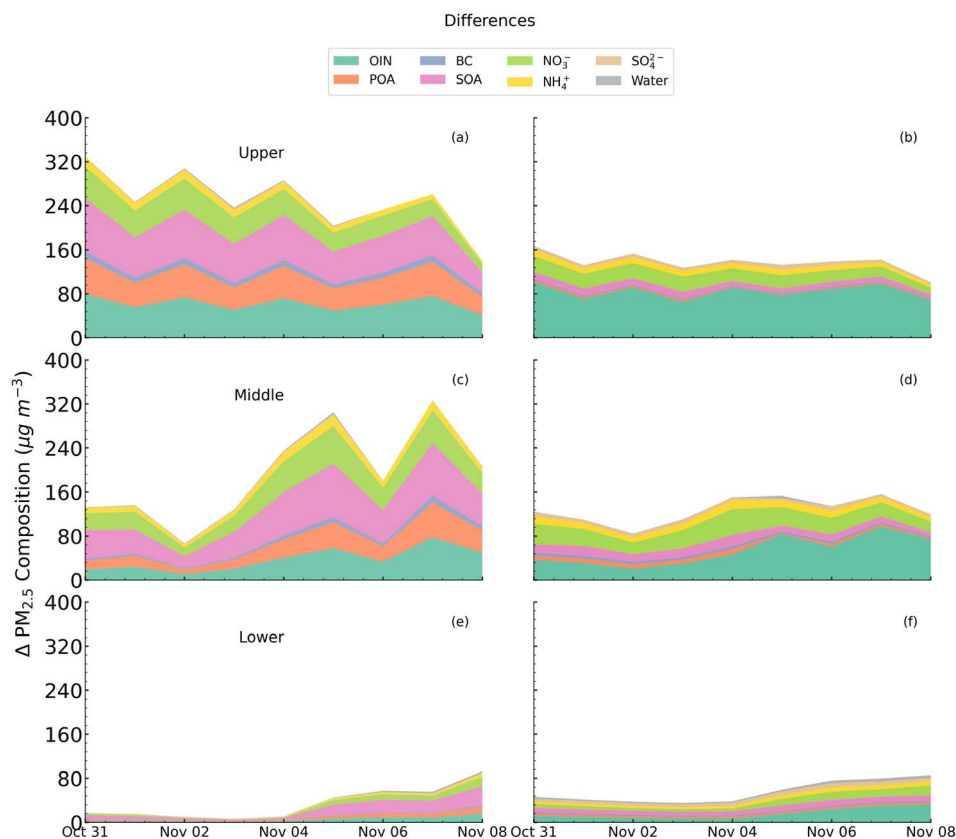 Differences
OIN BC NO₃⁻ SO₄²⁻
POA SOA NH₄⁺ Water
400
320
240
160
80
0
Upper
(a)
(b)
400
320
240
160
80
0
Middle
(c)
(d)
400
320
240
160
80
0
Lower
(e)
(f)
Δ PM₂.₅ Composition (μg m⁻³)
Oct 31 Nov 02 Nov 04 Nov 06 Nov 08 Oct 31 Nov 02 Nov 04 Nov 06 Nov 08